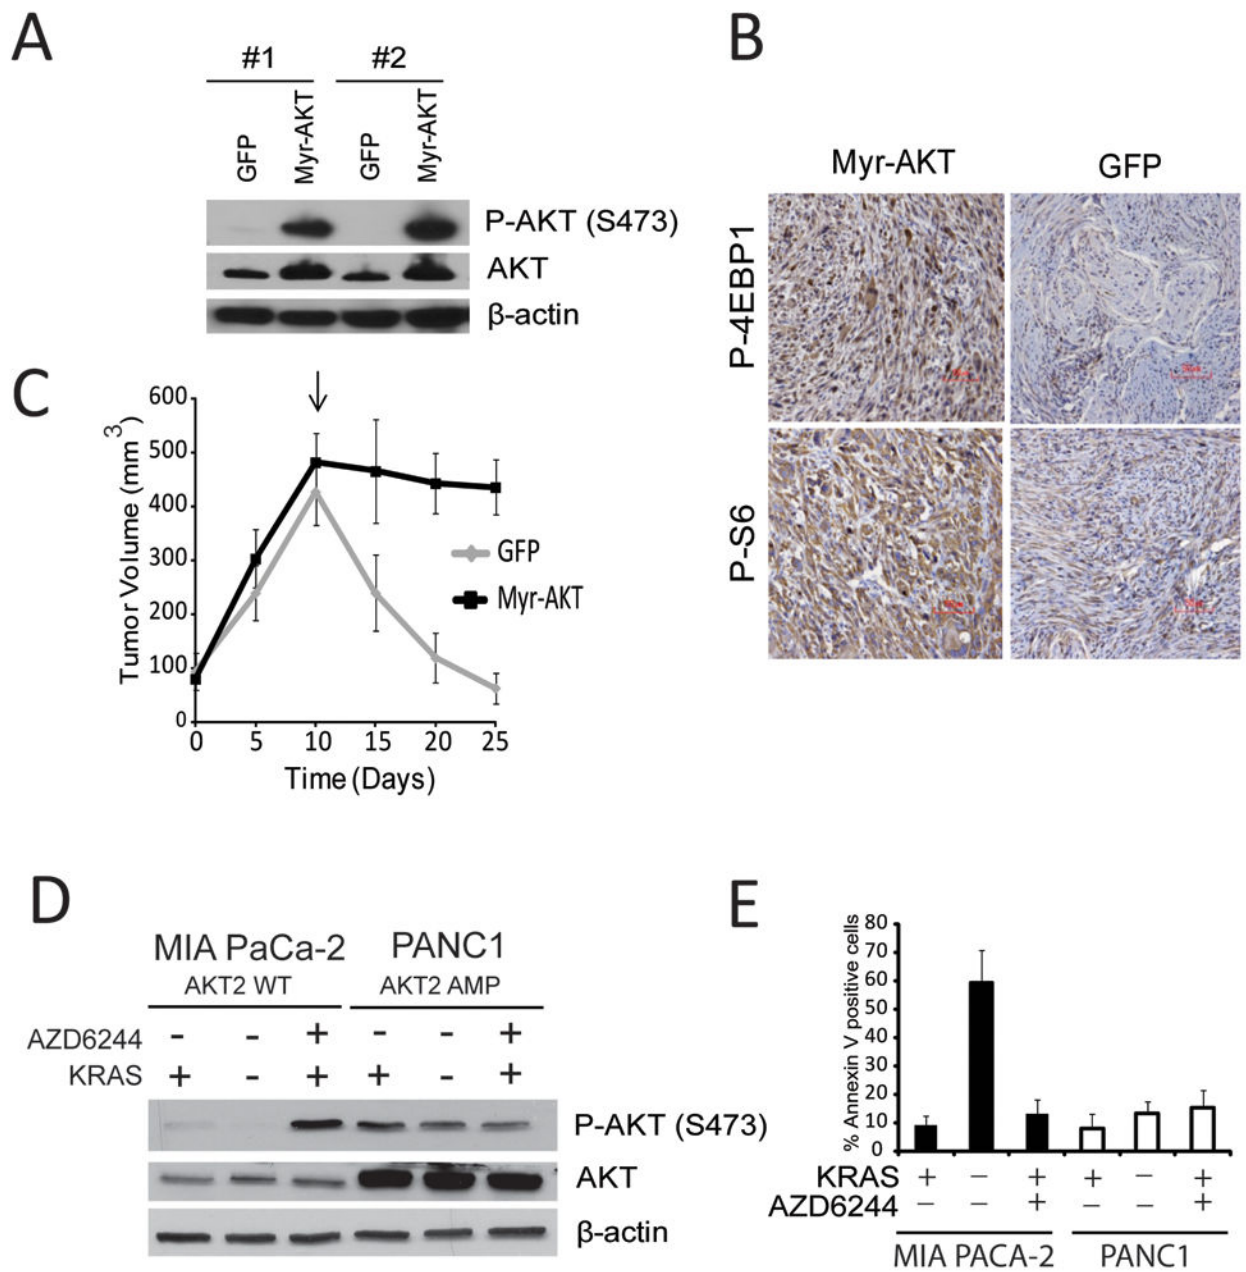 A
#1 #2
GFP Myr-AKT GFP Myr-AKT
P-AKT (S473)
AKT
β-actin
B
Myr-AKT GFP
P-4EBP1
P-S6
C
Tumor Volume (mm3)
600
500
400
300
200
100
0
0 5 10 15 20 25
Time (Days)
GFP
Myr-AKT
D
MIA PaCa-2 PANC1
AKT2 WT AKT2 AMP
AZD6244 - - + - - +
KRAS + - + + - +
P-AKT (S473)
AKT
β-actin
E
% Annexin V positive cells
80
70
60
50
40
30
20
10
0
KRAS + − + + − +
AZD6244 − − + − − +
MIA PACA-2 PANC1